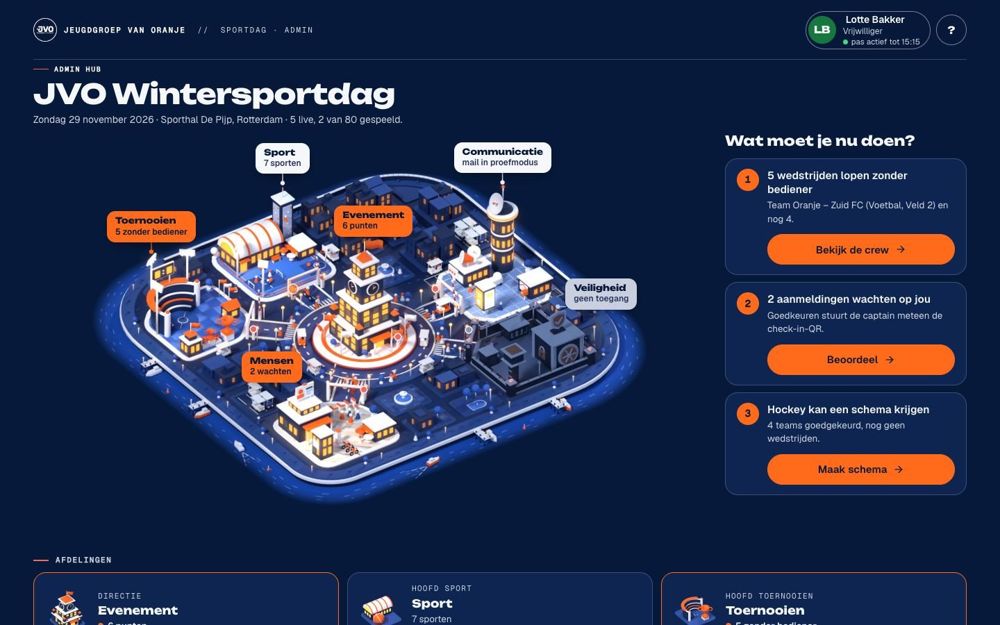 JVO JEUGDGROEP VAN ORANJE // SPORTDAG · ADMIN
LB
Lotte Bakker
Vrijwilliger
pas actief tot 15:15
?
ADMIN HUB
JVO Wintersportdag
Zondag 29 november 2026 · Sporthal De Pijp, Rotterdam · 5 live, 2 van 80 gespeeld.
Sport
7 sporten
Communicatie
mail in proefmodus
Toernooien
5 zonder bediener
Evenement
6 punten
Veiligheid
geen toegang
Mensen
2 wachten
Wat moet je nu doen?
1
5 wedstrijden lopen zonder
bediener
Team Oranje – Zuid FC (Voetbal, Veld 2) en
nog 4.
Bekijk de crew →
2
2 aanmeldingen wachten op jou
Goedkeuren stuurt de captain meteen de
check-in-QR.
Beoordeel →
3
Hockey kan een schema krijgen
4 teams goedgekeurd, nog geen
wedstrijden.
Maak schema →
AFDELINGEN
DIRECTIE
Evenement
6 punten
HOOFD SPORT
Sport
7 sporten
HOOFD TOERNOOIEN
Toernooien
5 zonder bediener